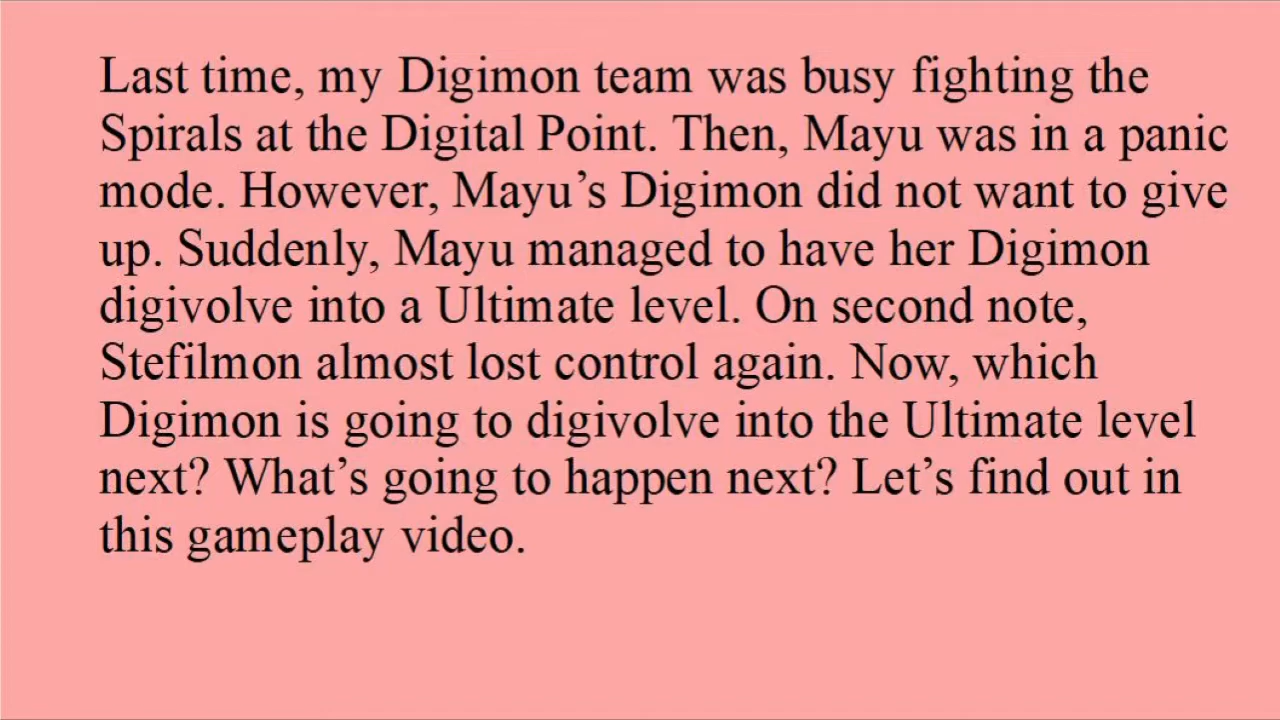 Last time, my Digimon team was busy fighting the
Spirals at the Digital Point. Then, Mayu was in a panic
mode. However, Mayu’s Digimon did not want to give
up. Suddenly, Mayu managed to have her Digimon
digivolve into a Ultimate level. On second note,
Stefilmon almost lost control again. Now, which
Digimon is going to digivolve into the Ultimate level
next? What’s going to happen next? Let’s find out in
this gameplay video.